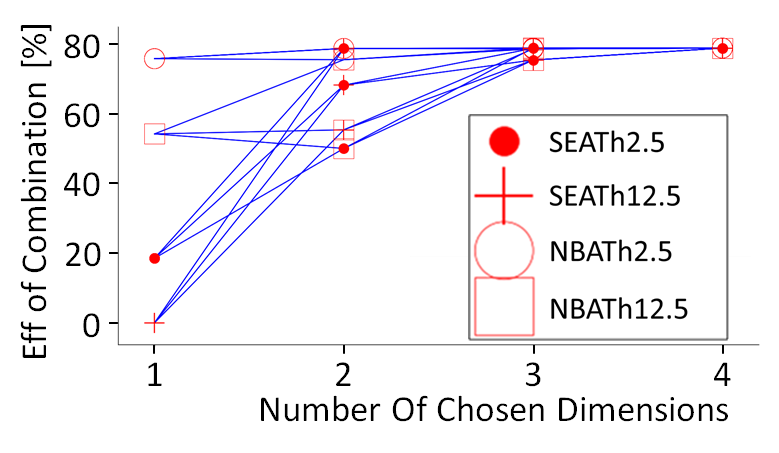 Eff of Combination [%]
80
60
40
20
0
1 2 3 4
Number Of Chosen Dimensions
SEATh2.5
SEATh12.5
NBATh2.5
NBATh12.5